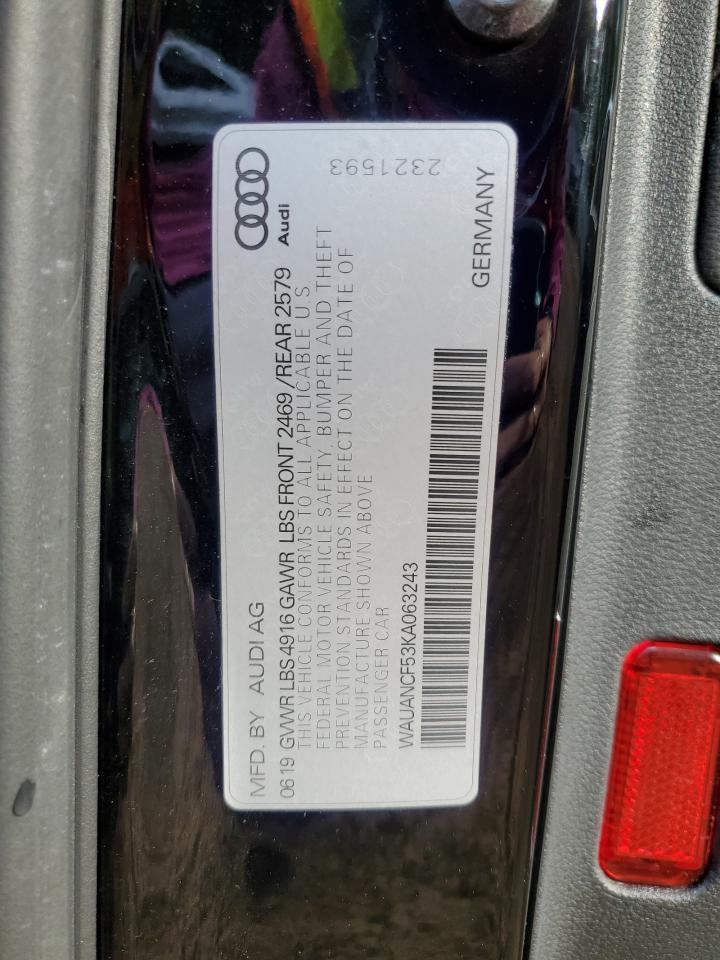 MFD. BY AUDI AG
Audi
0619 GVWR LBS 4916 GAWR LBS FRONT 2469 /REAR 2579
THIS VEHICLE CONFORMS TO ALL APPLICABLE U.S.
FEDERAL MOTOR VEHICLE SAFETY, BUMPER AND THEFT
PREVENTION STANDARDS IN EFFECT ON THE DATE OF
MANUFACTURE SHOWN ABOVE
PASSENGER CAR
WAUANCF53KA063243
GERMANY
2321593